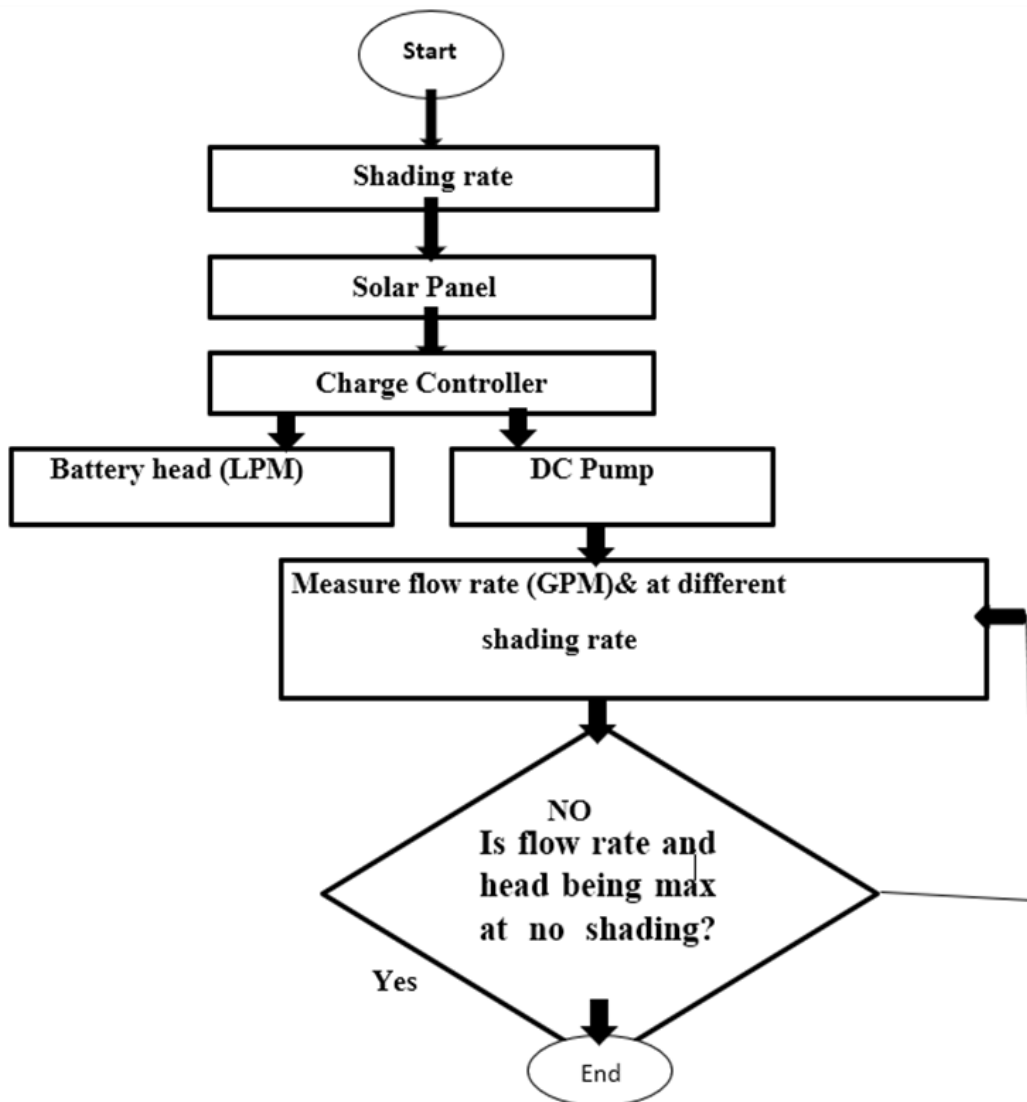 Start
Shading rate
Solar Panel
Charge Controller
Battery head (LPM)
DC Pump
Measure flow rate (GPM)& at different
shading rate
NO
Is flow rate and
head being max
at no shading?
Yes
End